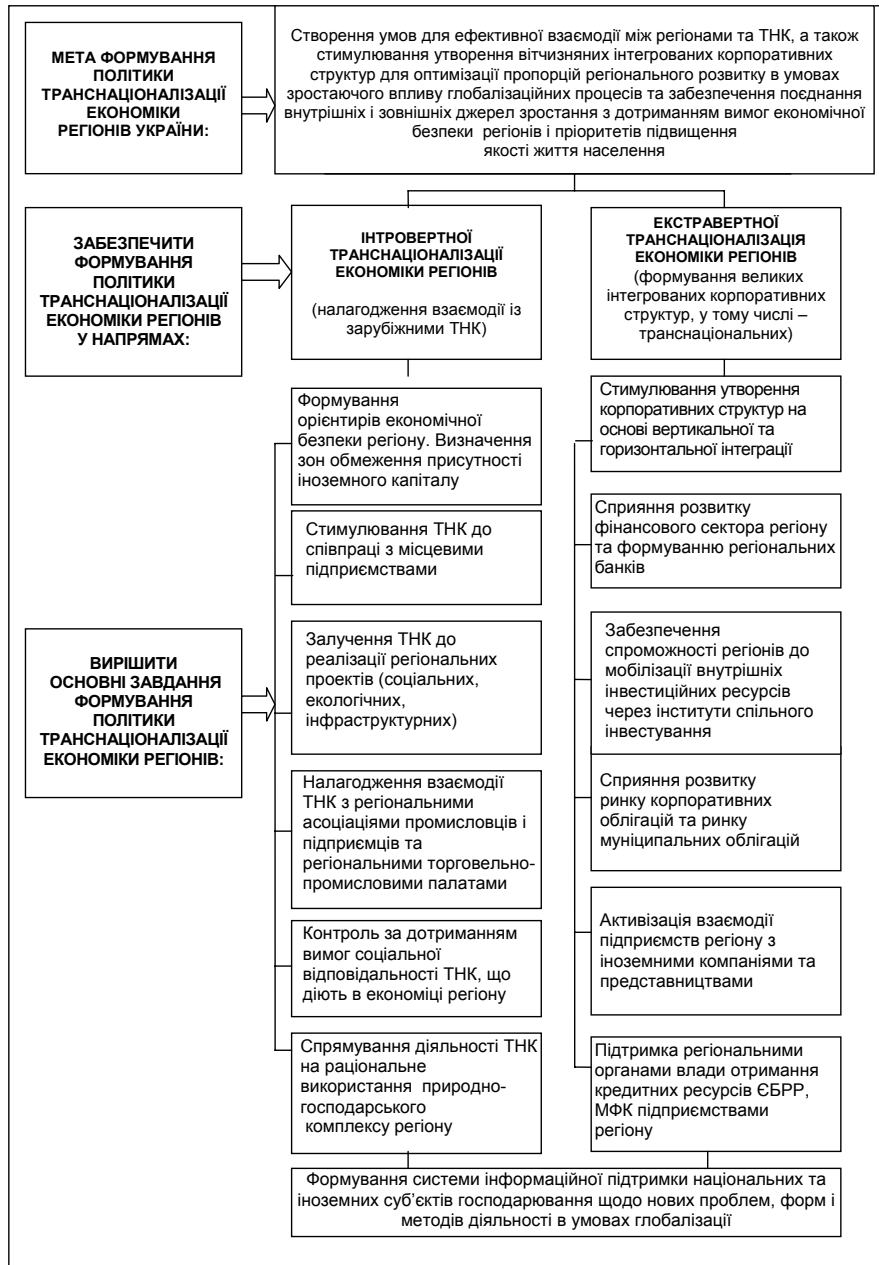 МЕТА ФОРМУВАННЯ
ПОЛІТИКИ
ТРАНСНАЦІОНАЛІЗАЦІЇ
ЕКОНОМІКИ
РЕГІОНІВ УКРАЇНИ:
Створення умов для ефективної взаємодії між регіонами та ТНК, а також
стимулювання утворення вітчизняних інтегрованих корпоративних
структур для оптимізації пропорцій регіонального розвитку в умовах
зростаючого впливу глобалізаційних процесів та забезпечення поєднання
внутрішніх і зовнішніх джерел зростання з дотриманням вимог економічної
безпеки регіонів і пріоритетів підвищення
якості життя населення
ЗАБЕЗПЕЧИТИ
ФОРМУВАННЯ
ПОЛІТИКИ
ТРАНСНАЦІОНАЛІЗАЦІЇ
ЕКОНОМІКИ РЕГІОНІВ
У НАПРЯМАХ:
ІНТРОВЕРТНОЇ
ТРАНСНАЦІОНАЛІЗАЦІЇ
ЕКОНОМІКИ РЕГІОНІВ
(налагодження взаємодії із
зарубіжними ТНК)
ЕКСТРАВЕРТНОЇ
ТРАНСНАЦІОНАЛІЗАЦІЯ
ЕКОНОМІКИ РЕГІОНІВ
(формування великих
інтегрованих корпоративних
структур, у тому числі –
транснаціональних)
ВИРІШИТИ
ОСНОВНІ ЗАВДАННЯ
ФОРМУВАННЯ
ПОЛІТИКИ
ТРАНСНАЦІОНАЛІЗАЦІЇ
ЕКОНОМІКИ РЕГІОНІВ:
Формування
орієнтирів економічної
безпеки регіону. Визначення
зон обмеження присутності
іноземного капіталу
Стимулювання ТНК до
співпраці з місцевими
підприємствами
Залучення ТНК до
реалізації регіональних
проектів (соціальних,
екологічних,
інфраструктурних)
Налагодження взаємодії
ТНК з регіональними
асоціаціями промисловців і
підприємців та
регіональними торговельно-
промисловими палатами
Контроль за дотриманням
вимог соціальної
відповідальності ТНК, що
діють в економіці регіону
Спрямування діяльності ТНК
на раціональне
використання природно-
господарського
комплексу регіону
Стимулювання утворення
корпоративних структур на
основі вертикальної та
горизонтальної інтеграції
Сприяння розвитку
фінансового сектора регіону
та формуванню регіональних
банків
Забезпечення
спроможності регіонів до
мобілізації внутрішніх
інвестиційних ресурсів
через інститути спільного
інвестування
Сприяння розвитку
ринку корпоративних
облігацій та ринку
муніципальних облігацій
Активізація взаємодії
підприємств регіону з
іноземними компаніями та
представництвами
Підтримка регіональними
органами влади отримання
кредитних ресурсів ЄБРР,
МФК підприємствами
регіону
Формування системи інформаційної підтримки національних та
іноземних суб’єктів господарювання щодо нових проблем, форм і
методів діяльності в умовах глобалізації